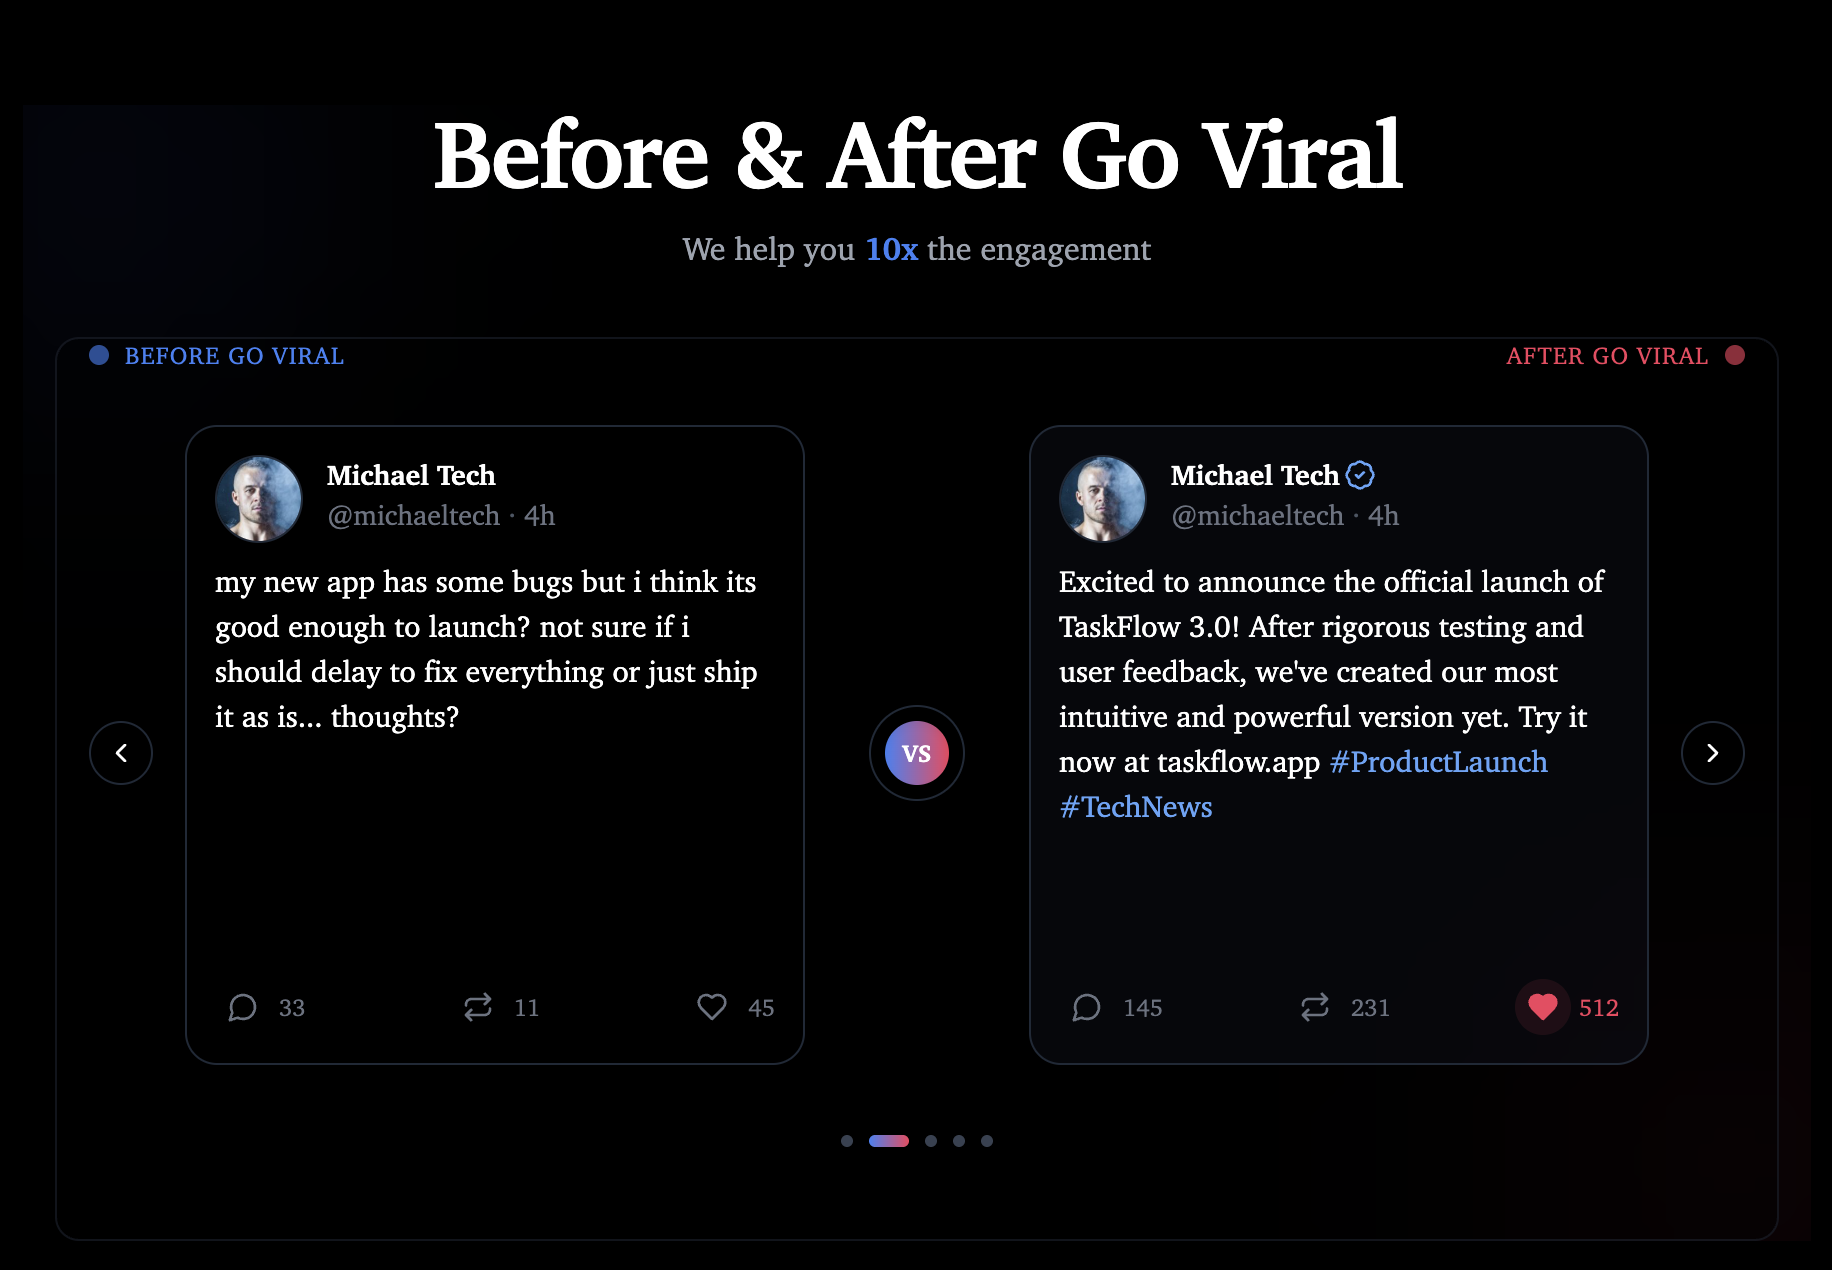 Before & After Go Viral
We help you 10x the engagement
BEFORE GO VIRAL
AFTER GO VIRAL
Michael Tech
@michaeltech · 4h
my new app has some bugs but i think its
good enough to launch? not sure if i
should delay to fix everything or just ship
it as is... thoughts?
33
11
45
VS
Michael Tech
@michaeltech · 4h
Excited to announce the official launch of
TaskFlow 3.0! After rigorous testing and
user feedback, we've created our most
intuitive and powerful version yet. Try it
now at taskflow.app #ProductLaunch
#TechNews
145
231
512